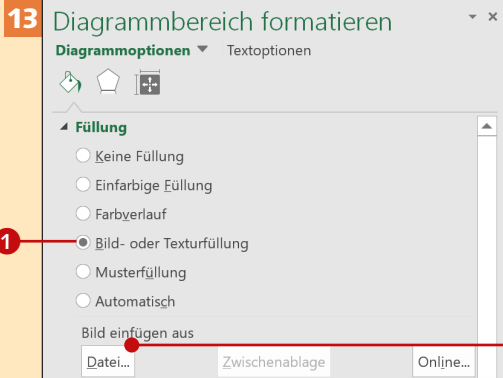 13
Diagrammbereich formatieren
Diagrammoptionen Textoptionen
Füllung
Keine Füllung
Einfarbige Füllung
Farbverlauf
1 Bild- oder Texturfüllung
Musterfüllung
Automatisch
Bild einfügen aus
Datei... Zwischenablage Online...